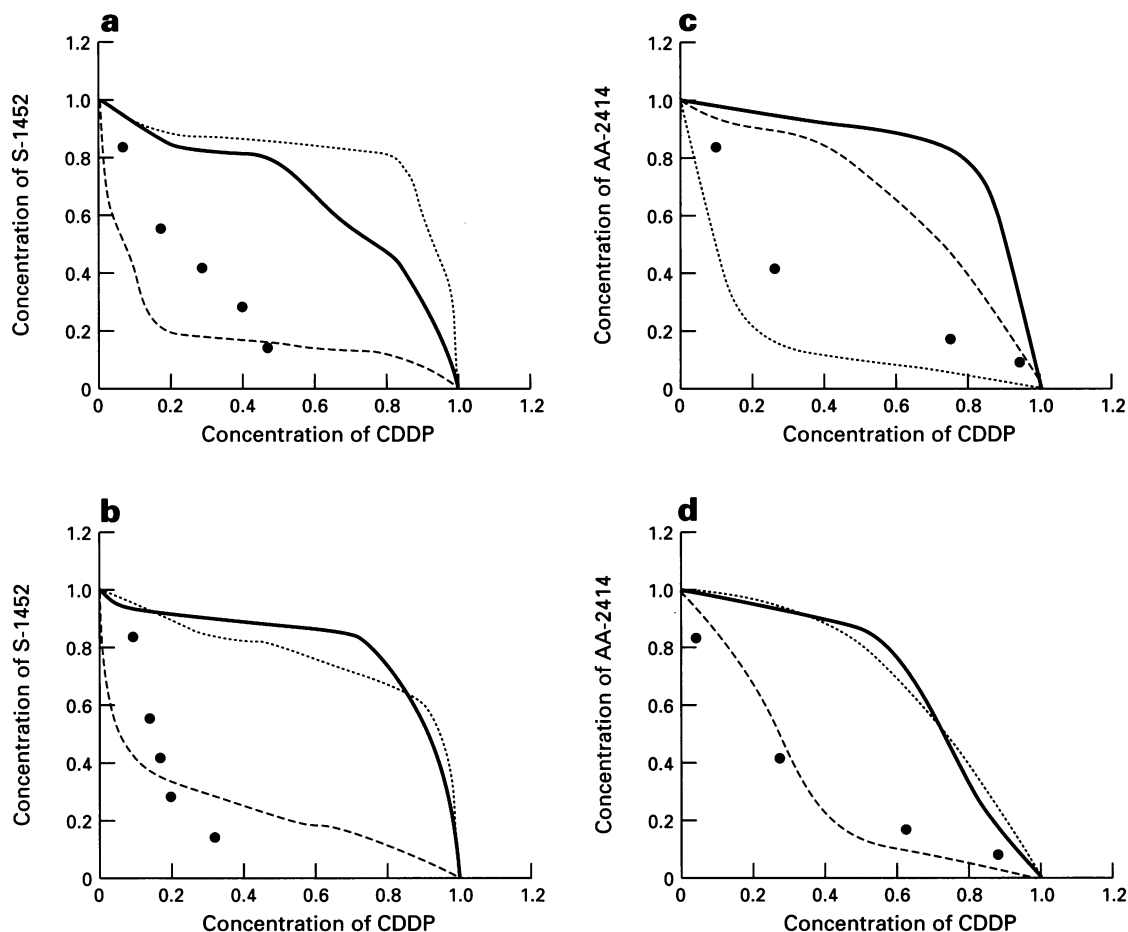 a
1.2
1.0
0.8
0.6
0.4
0.2
0
Concentration of S-1452
0 0.2 0.4 0.6 0.8 1.0 1.2
Concentration of CDDP
c
1.2
1.0
0.8
0.6
0.4
0.2
0
Concentration of AA-2414
0 0.2 0.4 0.6 0.8 1.0 1.2
Concentration of CDDP
b
1.2
1.0
0.8
0.6
0.4
0.2
0
Concentration of S-1452
0 0.2 0.4 0.6 0.8 1.0 1.2
Concentration of CDDP
d
1.2
1.0
0.8
0.6
0.4
0.2
0
Concentration of AA-2414
0 0.2 0.4 0.6 0.8 1.0 1.2
Concentration of CDDP